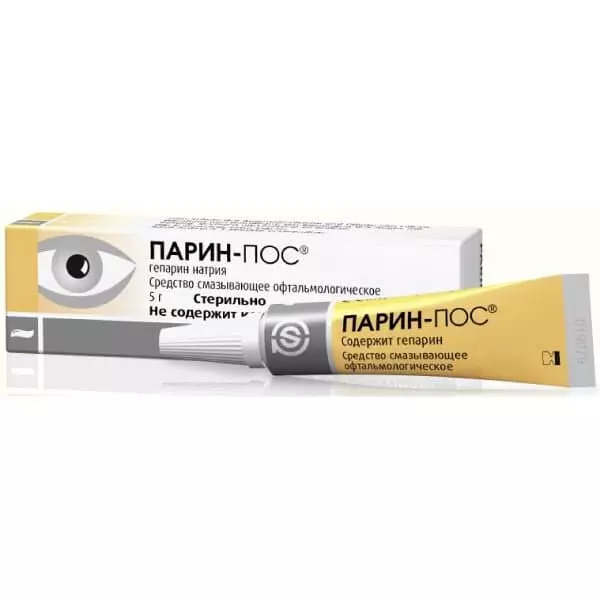 ПАРИН-ПОС®
гепарин натрия
Средство смазывающее офтальмологическое
5 г
Стерильно
Не содержит
ПАРИН-ПОС®
Содержит гепарин
Средство смазывающее
офтальмологическое